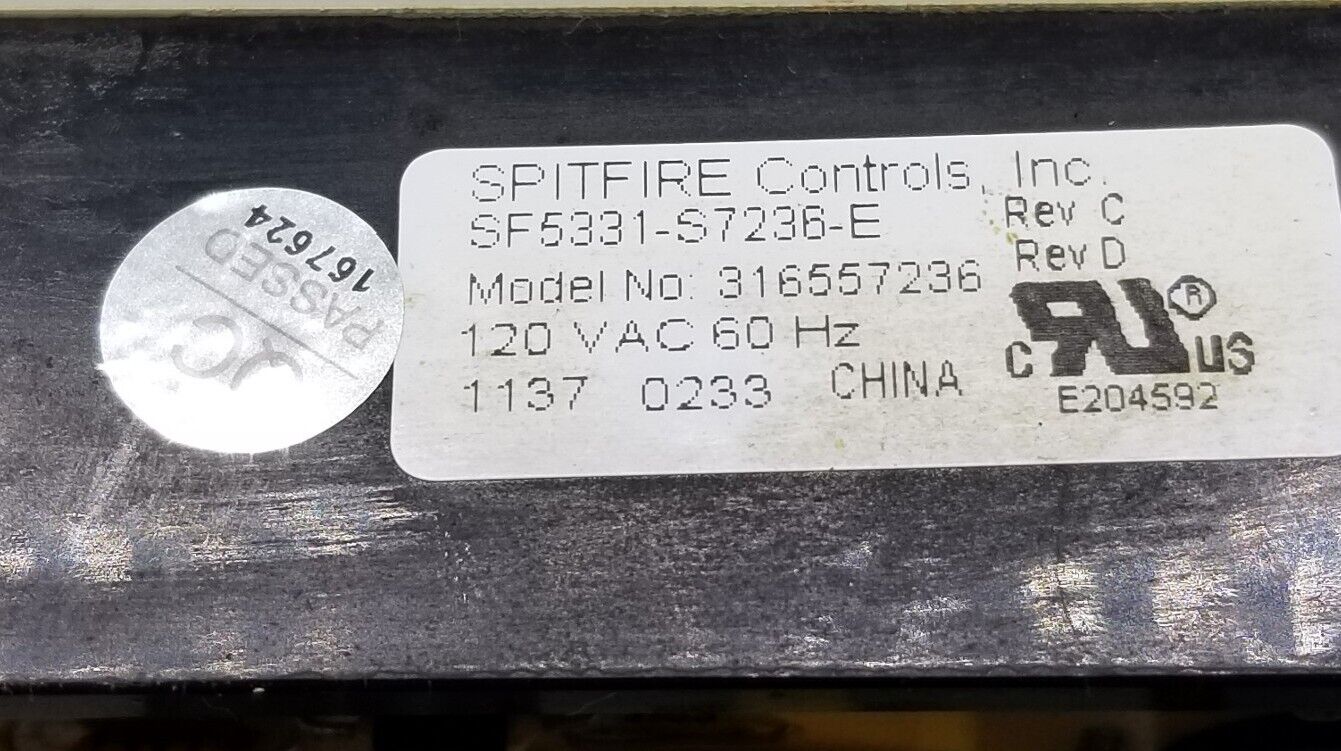 SPITFIRE Controls, Inc.
SF5331-S7236-E
Rev C
Rev D
Model No: 316557236
120 VAC 60 Hz
1137 0233 CHINA
C RU ® US
E204592
QC
PASSED
167624